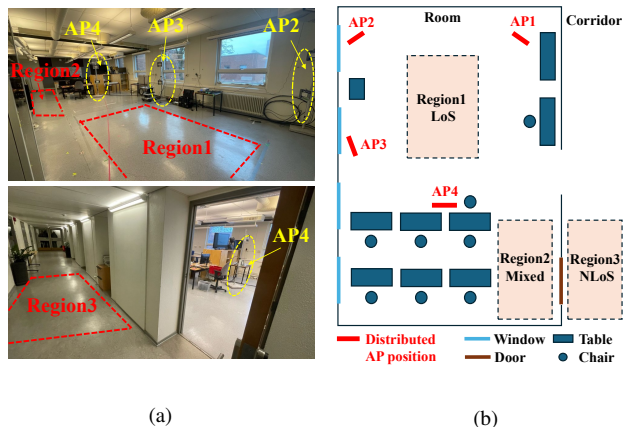 AP4
AP3
AP2
Region2
Region1
AP4
Region3
(a)
Room
Corridor
AP2
AP1
Region1
LoS
AP3
AP4
Region2
Mixed
Region3
NLoS
Distributed
AP position
Window
Door
Table
Chair
(b)